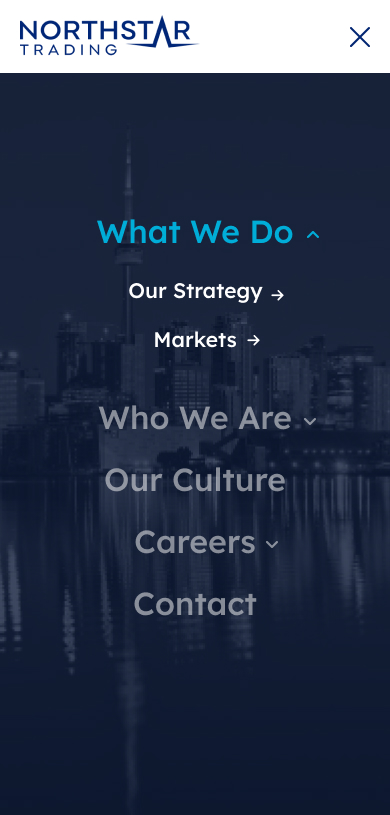 NORTHSTAR
TRADING
What We Do
Our Strategy
Markets
Who We Are
Our Culture
Careers
Contact